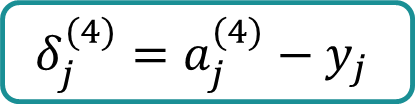 δ_j^{(4)} = a_j^{(4)} − y_j